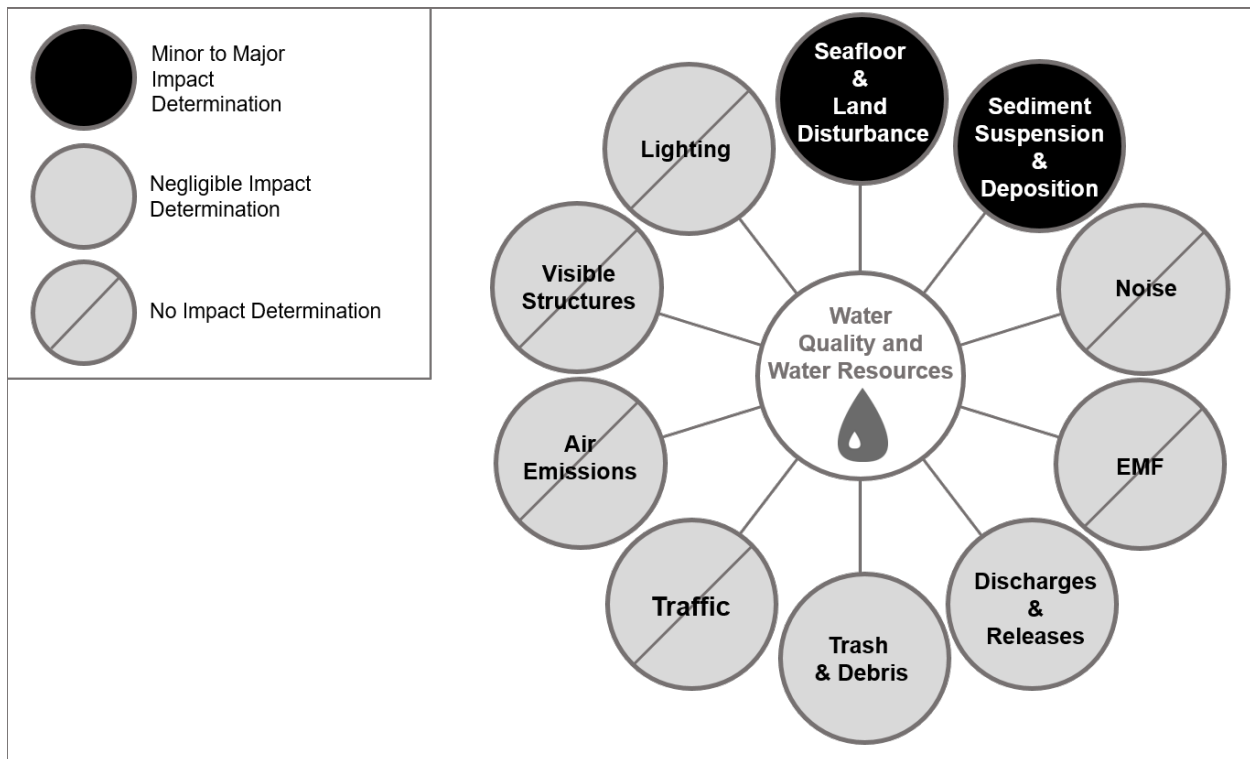 Minor to Major
Impact
Determination
Negligible Impact
Determination
No Impact Determination
Seafloor
&
Land
Disturbance
Sediment
Suspension
&
Deposition
Noise
EMF
Discharges
&
Releases
Trash
& Debris
Traffic
Air
Emissions
Visible
Structures
Lighting
Water
Quality and
Water Resources